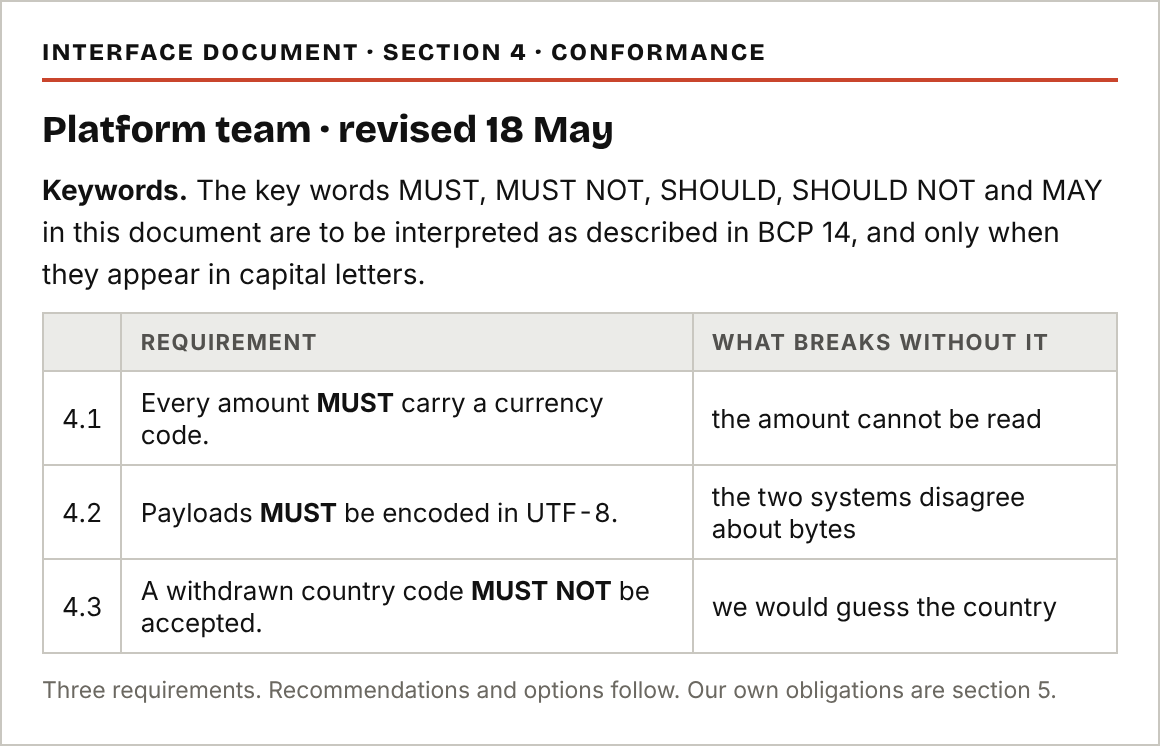 INTERFACE DOCUMENT · SECTION 4 · CONFORMANCE
Platform team · revised 18 May
Keywords. The key words MUST, MUST NOT, SHOULD, SHOULD NOT and MAY
in this document are to be interpreted as described in BCP 14, and only when
they appear in capital letters.
REQUIREMENT
WHAT BREAKS WITHOUT IT
4.1
Every amount MUST carry a currency
code.
the amount cannot be read
4.2
Payloads MUST be encoded in UTF-8.
the two systems disagree
about bytes
4.3
A withdrawn country code MUST NOT be
accepted.
we would guess the country
Three requirements. Recommendations and options follow. Our own obligations are section 5.